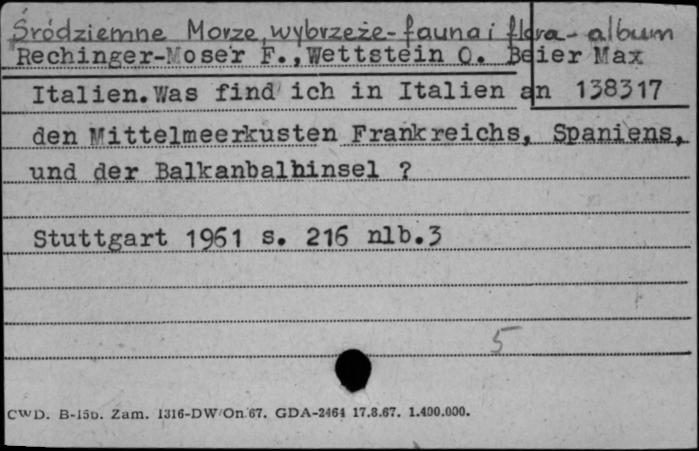 Śródziemne Morze, wybrzeże - fauna i flora - album
Rechinger-Moser F., Wettstein O. Beier Max
Italien. Was find ich in Italien an 138317
den Mittelmeerkusten Frankreichs, Spaniens,
und der Balkanbalhinsel ?
Stuttgart 1961 s. 216 nlb. 3
5
CWD. B-15b. Zam. 1316-DW/On 67. GDA-2464 17.8.67. 1.400.000.